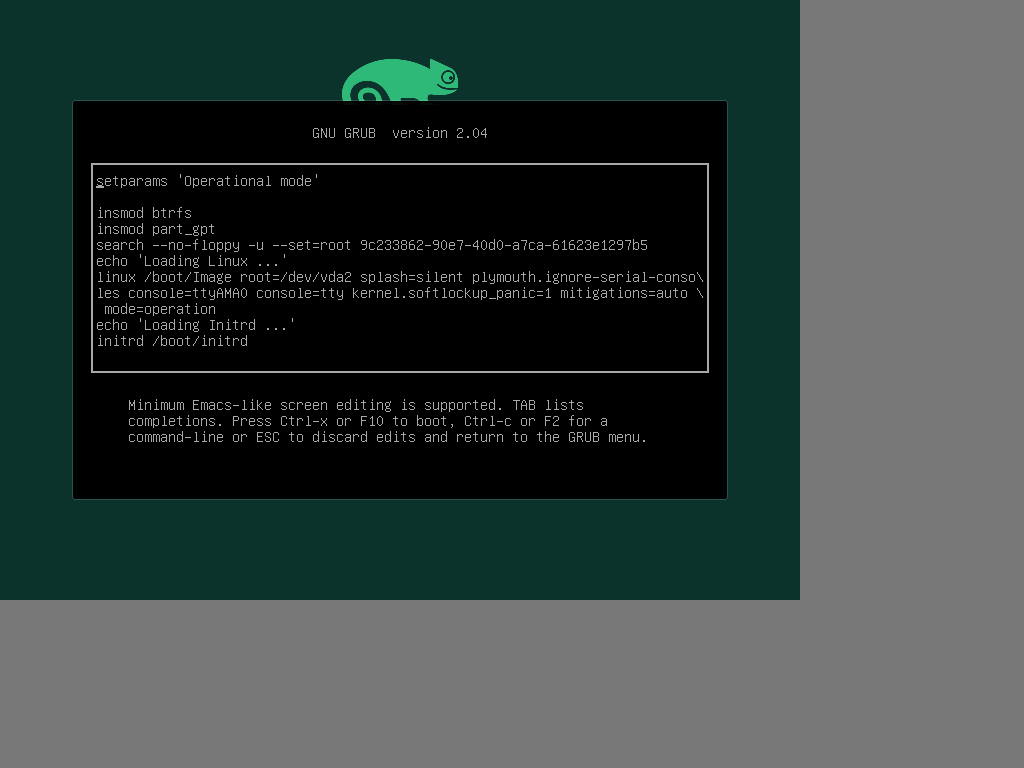 GNU GRUB  version 2.04
setparams 'Operational mode'
insmod btrfs
insmod part_gpt
search --no-floppy -u --set=root 9c233862-90e7-40d0-a7ca-61623e1297b5
echo 'Loading Linux ...'
linux /boot/Image root=/dev/vda2 splash=silent plymouth.ignore-serial-conso\
les console=ttyAMA0 console=tty kernel.softlockup_panic=1 mitigations=auto \
 mode=operation
echo 'Loading Initrd ...'
initrd /boot/initrd
Minimum Emacs-like screen editing is supported. TAB lists
completions. Press Ctrl-x or F10 to boot, Ctrl-c or F2 for a
command-line or ESC to discard edits and return to the GRUB menu.